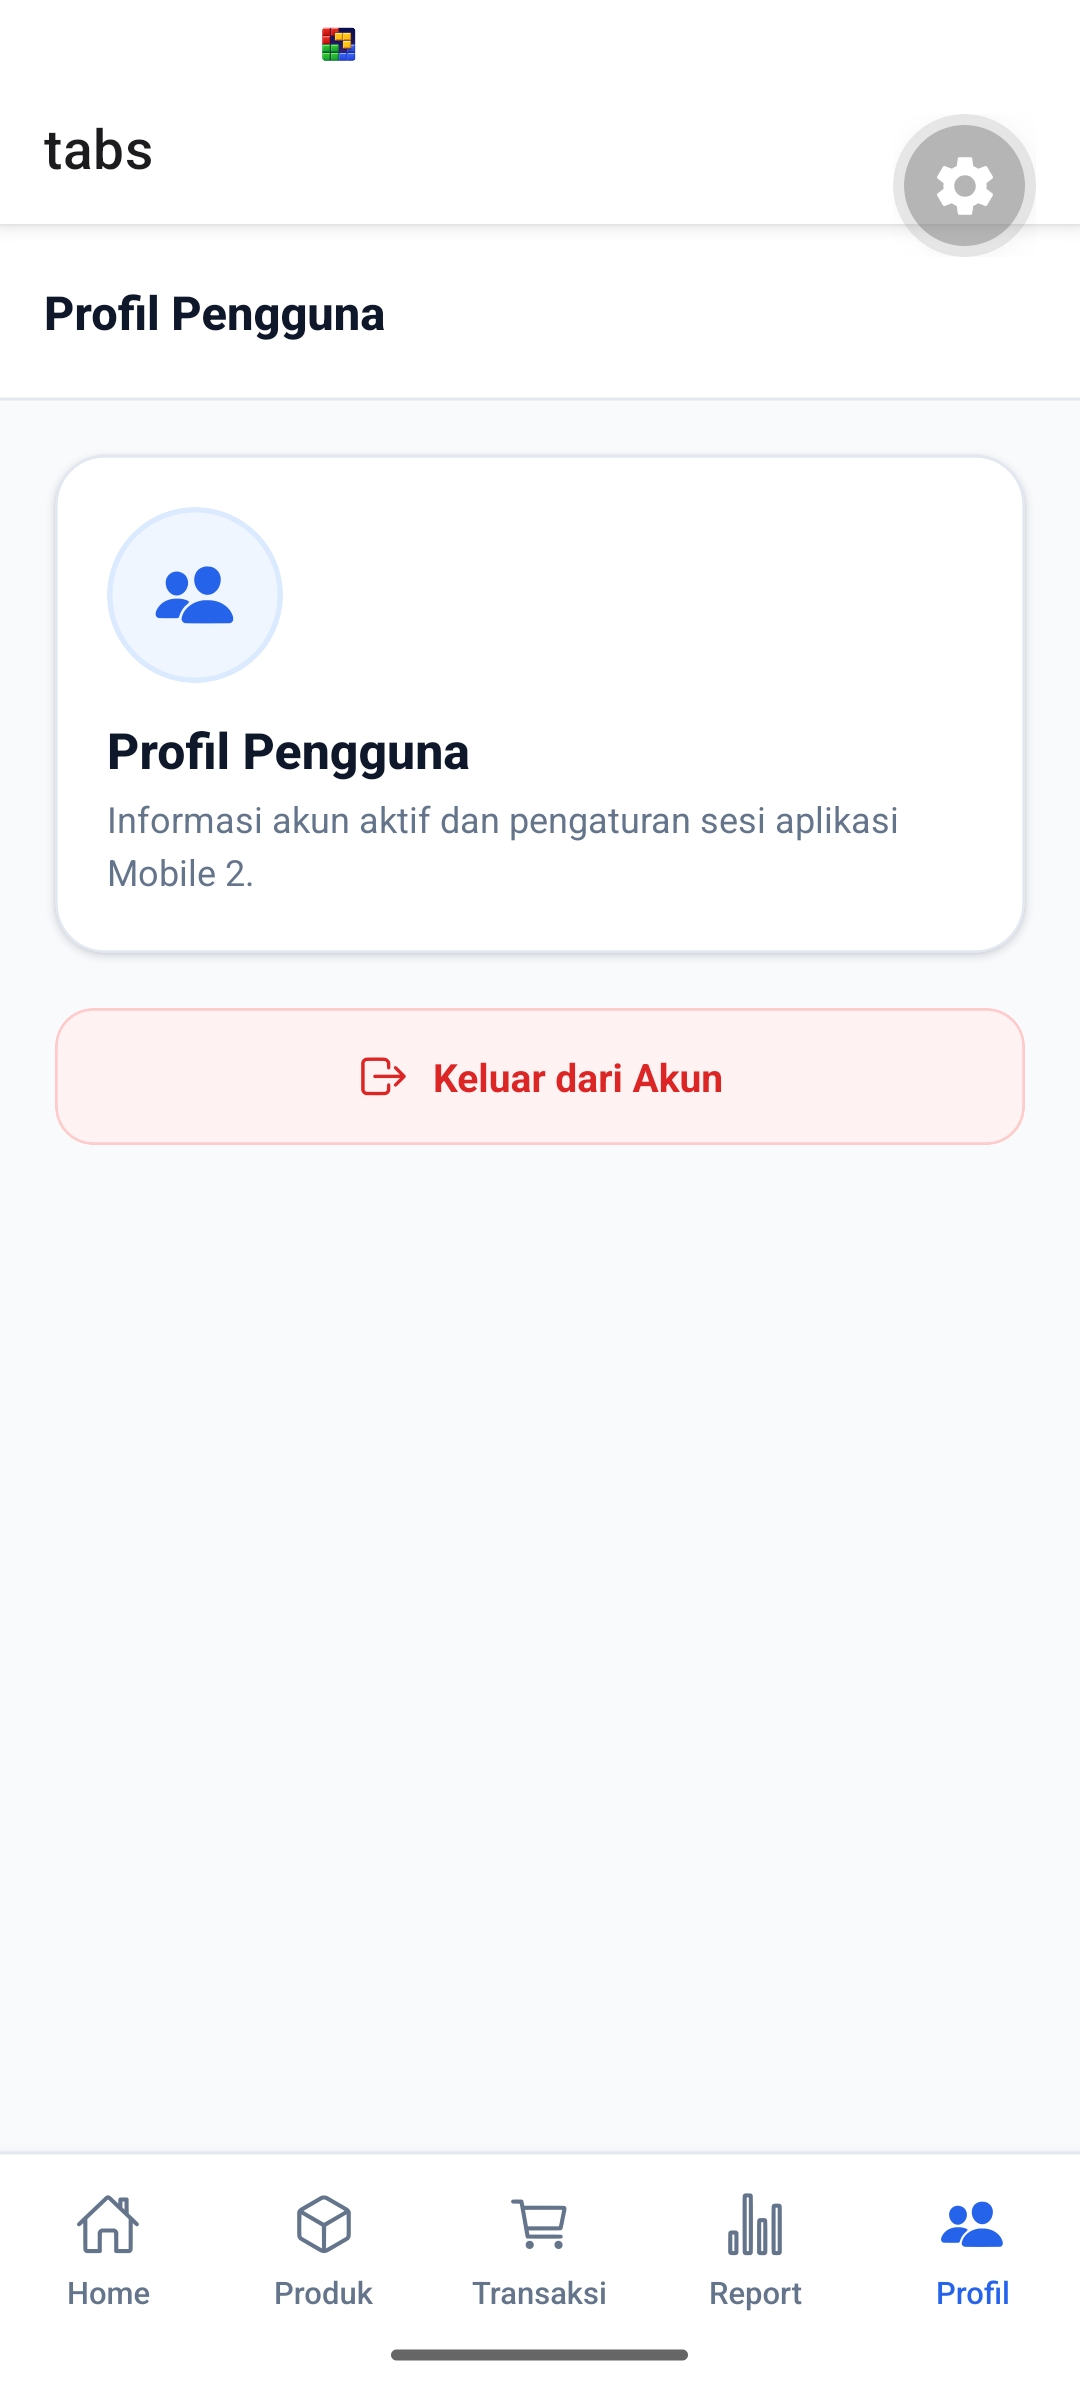 tabs
Profil Pengguna
Profil Pengguna
Informasi akun aktif dan pengaturan sesi aplikasi
Mobile 2.
Keluar dari Akun
Home
Produk
Transaksi
Report
Profil